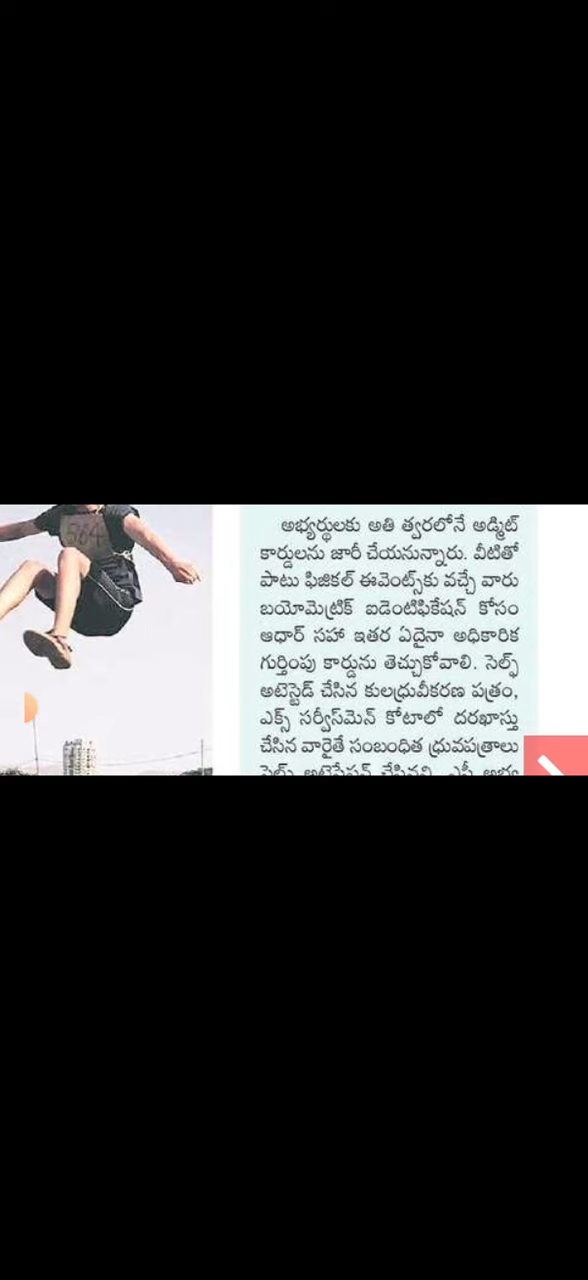 384
అభ్యర్థులకు అతి త్వరలోనే అడ్మిట్
కార్డులను జారీ చేయనున్నారు. వీటితో
పాటు ఫిజికల్ ఈవెంట్స్‌కు వచ్చే వారు
బయోమెట్రిక్ ఐడెంటిఫికేషన్ కోసం
ఆధార్ సహా ఇతర ఏదైనా అధికారిక
గుర్తింపు కార్డును తెచ్చుకోవాలి. సెల్ఫ్
అటెస్టెడ్ చేసిన కులధ్రువీకరణ పత్రం,
ఎక్స్ సర్వీస్‌మెన్ కోటాలో దరఖాస్తు
చేసిన వారైతే సంబంధిత ధ్రువపత్రాలు